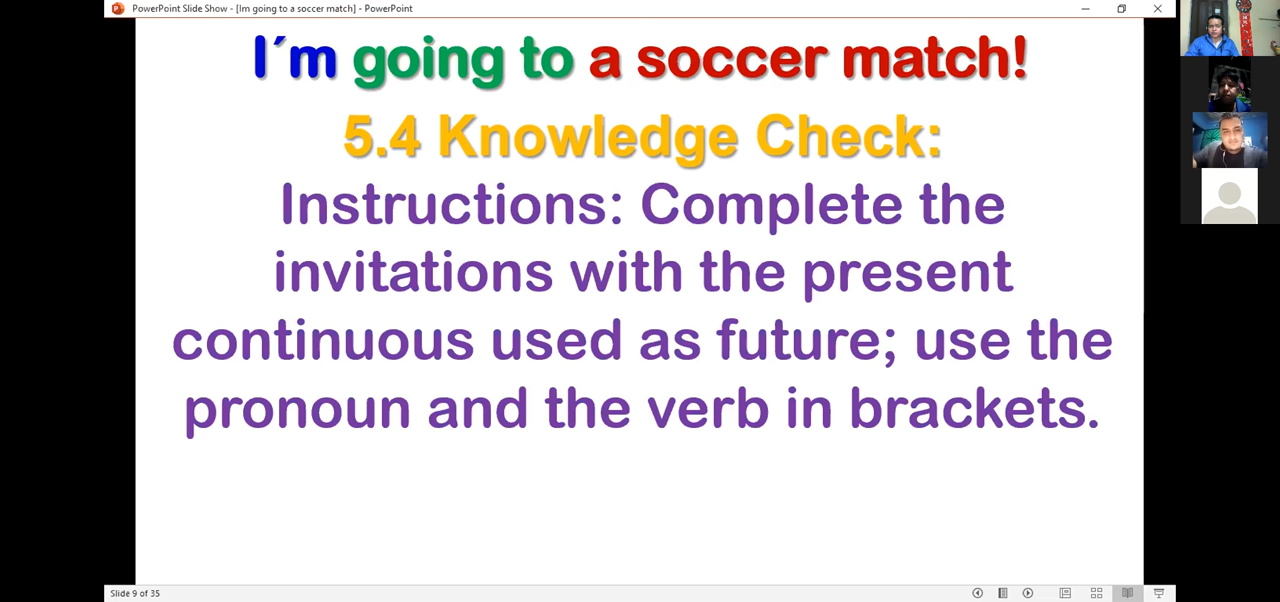 PowerPoint Slide Show - [Im going to a soccer match] - PowerPoint
I´m going to a soccer match!
5.4 Knowledge Check:
Instructions: Complete the
invitations with the present
continuous used as future; use the
pronoun and the verb in brackets.
Slide 9 of 35